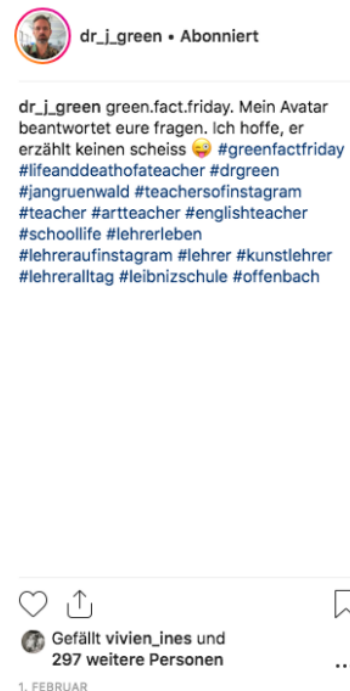 dr_j_green • Abonniert
dr_j_green green.fact.friday. Mein Avatar
beantwortet eure fragen. Ich hoffe, er
erzählt keinen scheiss 😜 #greenfactfriday
#lifeanddeathofateacher #drgreen
#jangruenwald #teachersofinstagram
#teacher #artteacher #englishteacher
#schoollife #lehrerleben
#lehreraufinstagram #lehrer #kunstlehrer
#lehreralltag #leibnizschule #offenbach
Gefällt vivien_ines und
297 weitere Personen
1. FEBRUAR